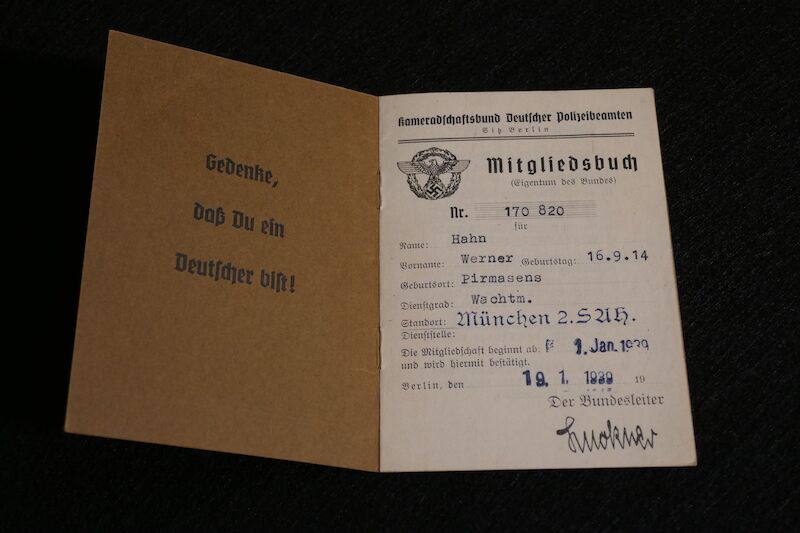 Gedenke,
daß Du ein
Deutscher bist!
Kameradschaftsbund Deutscher Polizeibeamten
Sitz Berlin
Mitgliedsbuch
(Eigentum des Bundes)
Nr. 170 820
für
Name: Hahn
Vorname: Werner Geburtstag: 16.9.14
Geburtsort: Pirmasens
Dienstgrad: Wachtm.
Standort: München 2. SAH.
Dienststelle:
Die Mitgliedschaft beginnt ab: 1. Jan. 1939
und wird hiermit bestätigt.
Berlin, den 19. 1. 1939 19
Der Bundesleiter